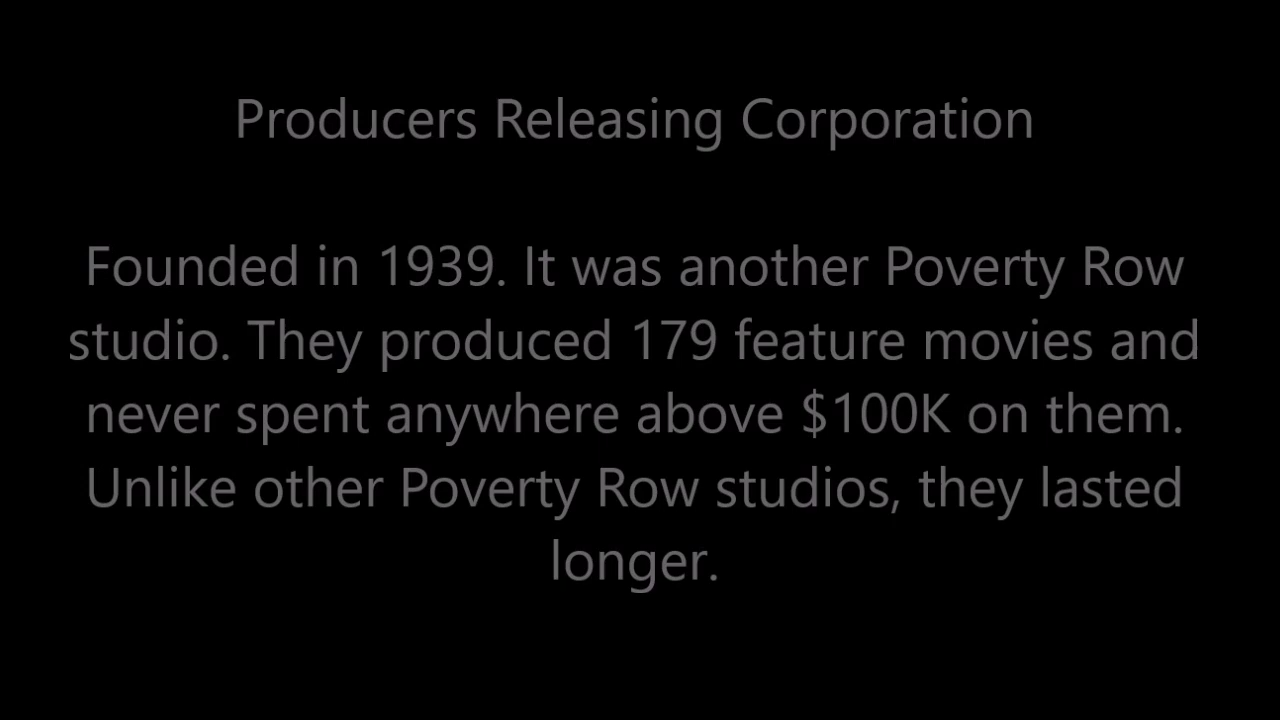 Producers Releasing Corporation
Founded in 1939. It was another Poverty Row
studio. They produced 179 feature movies and
never spent anywhere above $100K on them.
Unlike other Poverty Row studios, they lasted
longer.